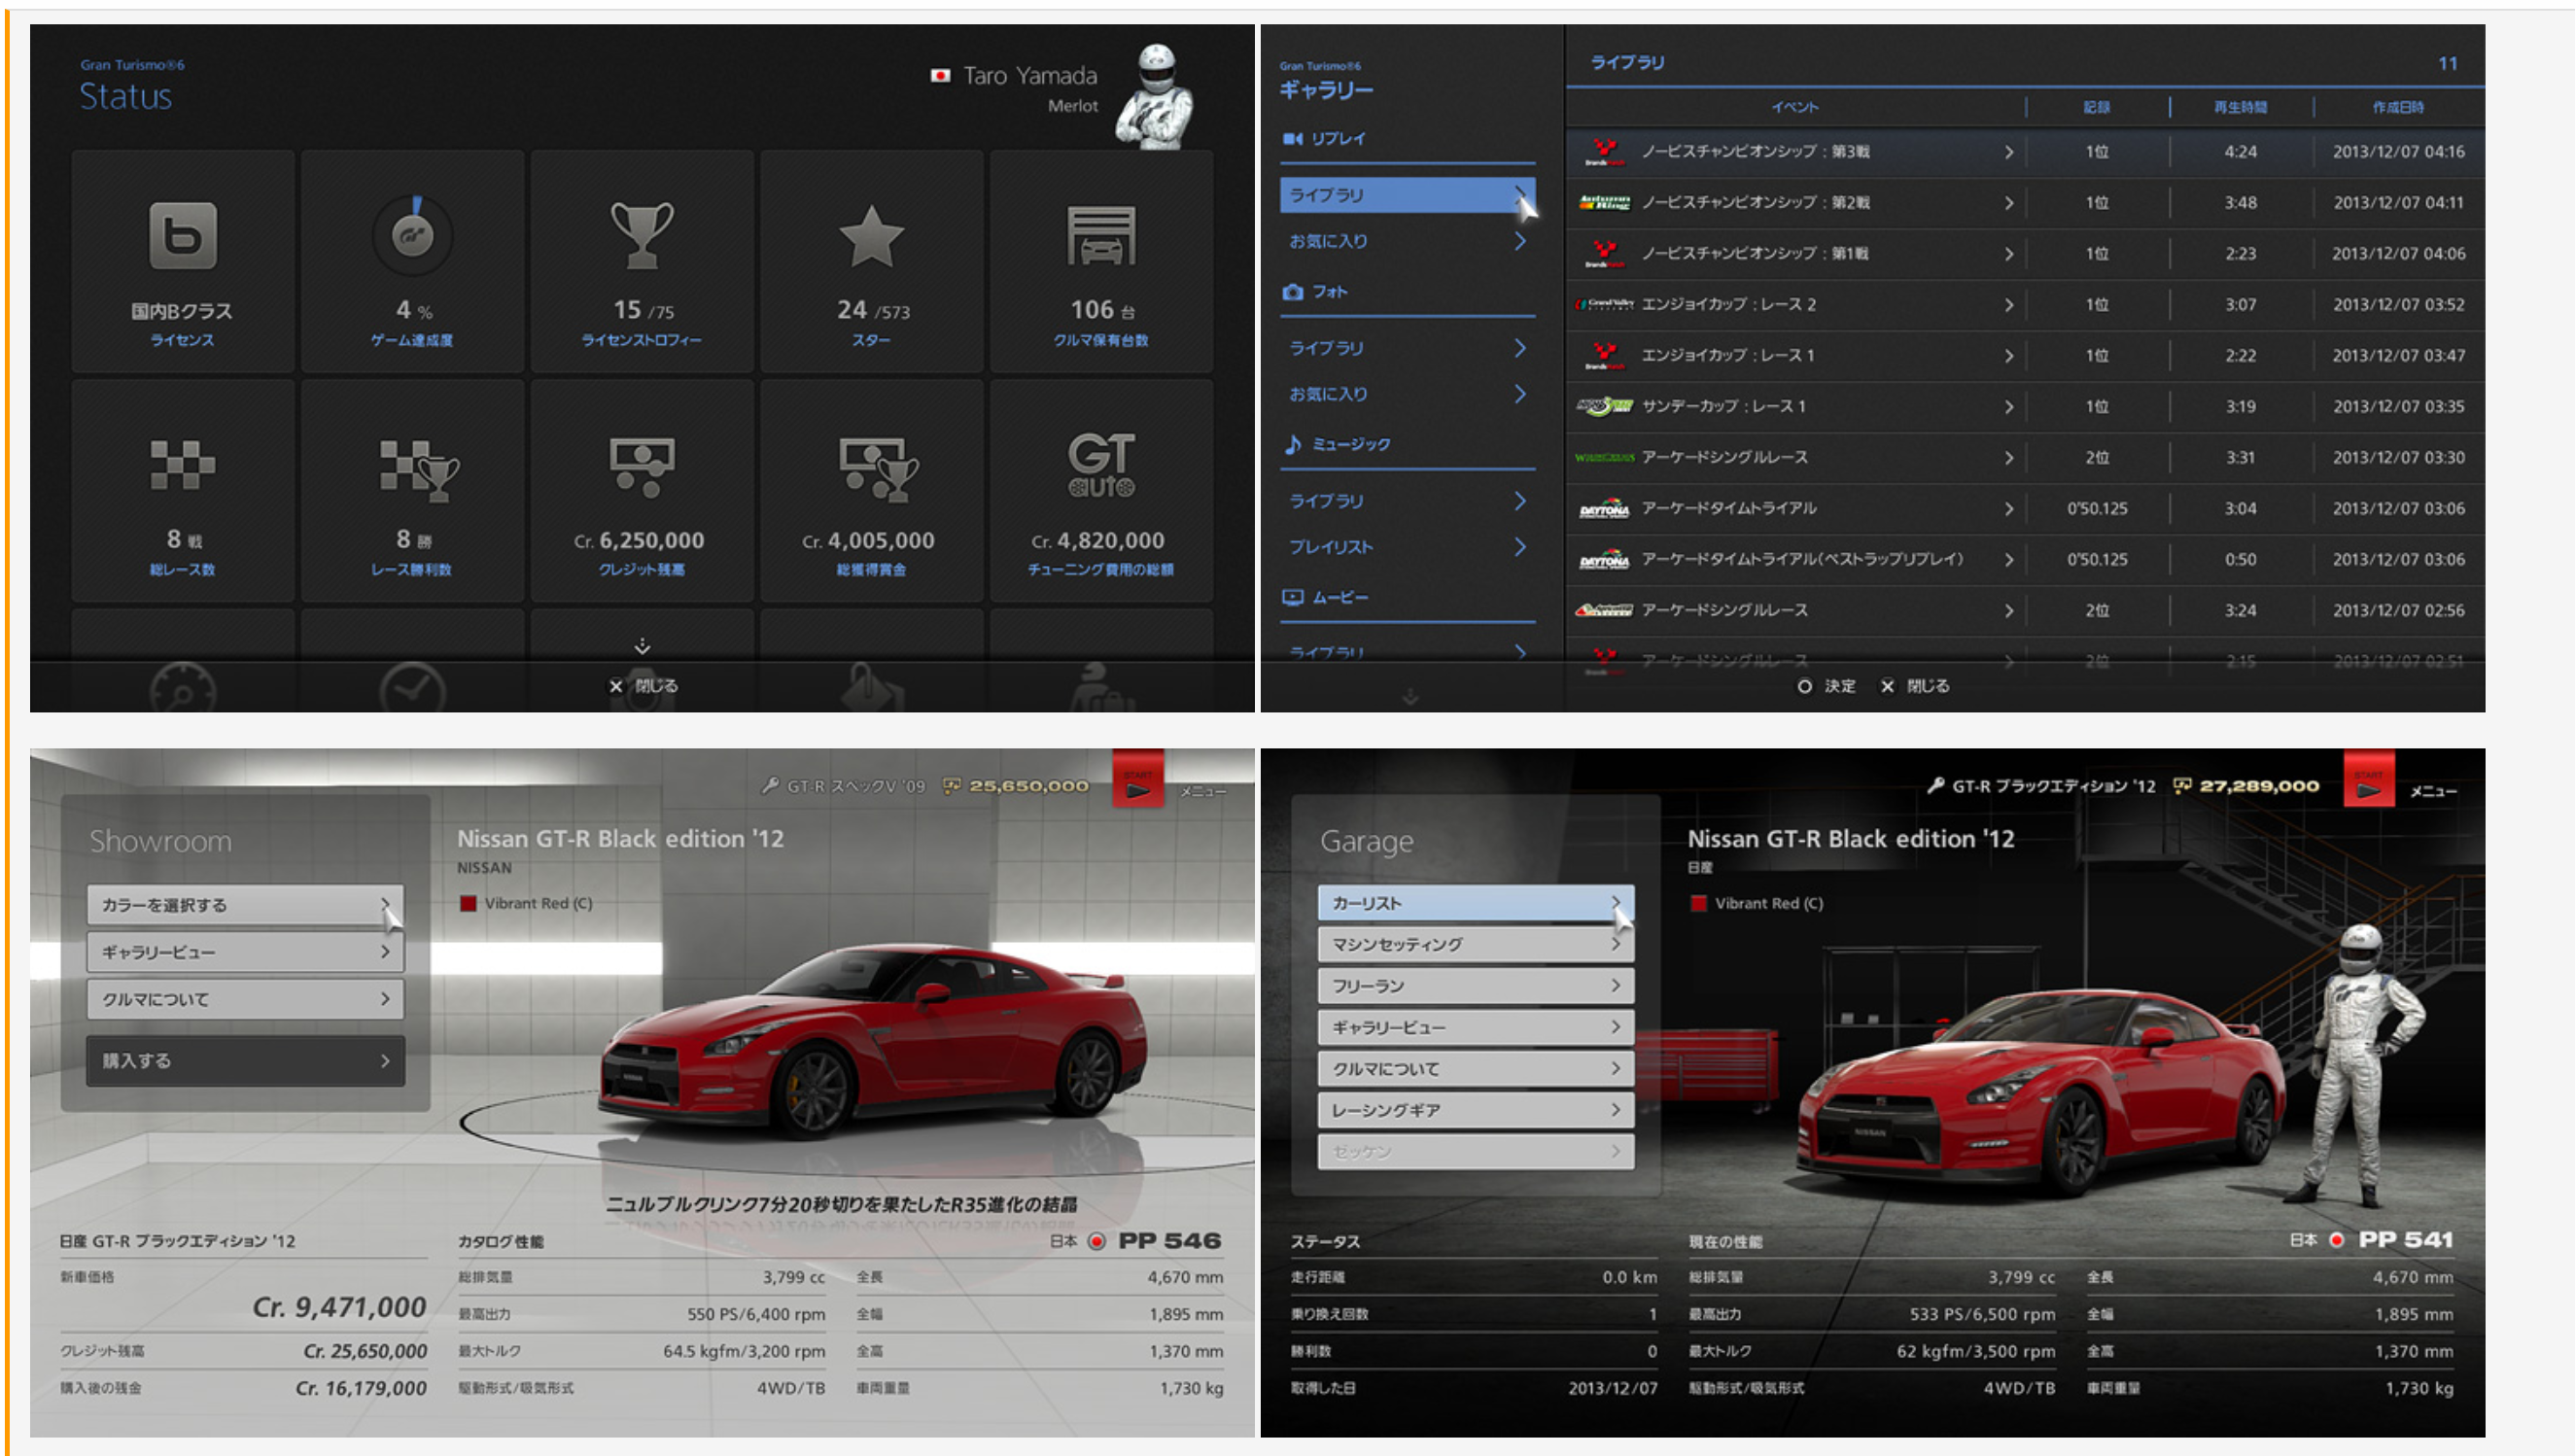 Gran Turismo®6
Status
Taro Yamada
Merlot
国内Bクラス
ライセンス
4 %
ゲーム達成度
15 /75
ライセンストロフィー
24 /573
スター
106 台
クルマ保有台数
8 戦
総レース数
8 勝
レース勝利数
Cr. 6,250,000
クレジット残高
Cr. 4,005,000
総獲得賞金
GT auto
Cr. 4,820,000
チューニング費用の総額
× 閉じる
Gran Turismo®6
ギャラリー
リプレイ
ライブラリ
お気に入り
フォト
ライブラリ
お気に入り
ミュージック
ライブラリ
プレイリスト
ムービー
ライブラリ
ライブラリ 11
イベント 記録 再生時間 作成日時
ノービスチャンピオンシップ : 第3戦 1位 4:24 2013/12/07 04:16
ノービスチャンピオンシップ : 第2戦 1位 3:48 2013/12/07 04:11
ノービスチャンピオンシップ : 第1戦 1位 2:23 2013/12/07 04:06
エンジョイカップ : レース 2 1位 3:07 2013/12/07 03:52
エンジョイカップ : レース 1 1位 2:22 2013/12/07 03:47
サンデーカップ : レース 1 1位 3:19 2013/12/07 03:35
アーケードシングルレース 2位 3:31 2013/12/07 03:30
DAYTONA アーケードタイムトライアル 0'50.125 3:04 2013/12/07 03:06
DAYTONA アーケードタイムトライアル(ベストラップリプレイ) 0'50.125 0:50 2013/12/07 03:06
アーケードシングルレース 2位 3:24 2013/12/07 02:56
アーケードシングルレース 2位 2:15 2013/12/07 02:51
○ 決定 × 閉じる
GT-R スペックV '09 25,650,000 START メニュー
Showroom
カラーを選択する
ギャラリービュー
クルマについて
購入する
Nissan GT-R Black edition '12
NISSAN
Vibrant Red (C)
ニュルブルクリンク7分20秒切りを果たしたR35進化の結晶
日産 GT-R ブラックエディション '12
新車価格
Cr. 9,471,000
クレジット残高 Cr. 25,650,000
購入後の残金 Cr. 16,179,000
カタログ性能 日本 PP 546
総排気量 3,799 cc 全長 4,670 mm
最高出力 550 PS/6,400 rpm 全幅 1,895 mm
最大トルク 64.5 kgfm/3,200 rpm 全高 1,370 mm
駆動形式/吸気形式 4WD/TB 車両重量 1,730 kg
GT-R ブラックエディション '12 27,289,000 START メニュー
Garage
カーリスト
マシンセッティング
フリーラン
ギャラリービュー
クルマについて
レーシングギア
ゼッケン
Nissan GT-R Black edition '12
日産
Vibrant Red (C)
NISSAN
ステータス
走行距離 0.0 km
乗り換え回数 1
勝利数 0
取得した日 2013/12/07
現在の性能 日本 PP 541
総排気量 3,799 cc 全長 4,670 mm
最高出力 533 PS/6,500 rpm 全幅 1,895 mm
最大トルク 62 kgfm/3,500 rpm 全高 1,370 mm
駆動形式/吸気形式 4WD/TB 車両重量 1,730 kg